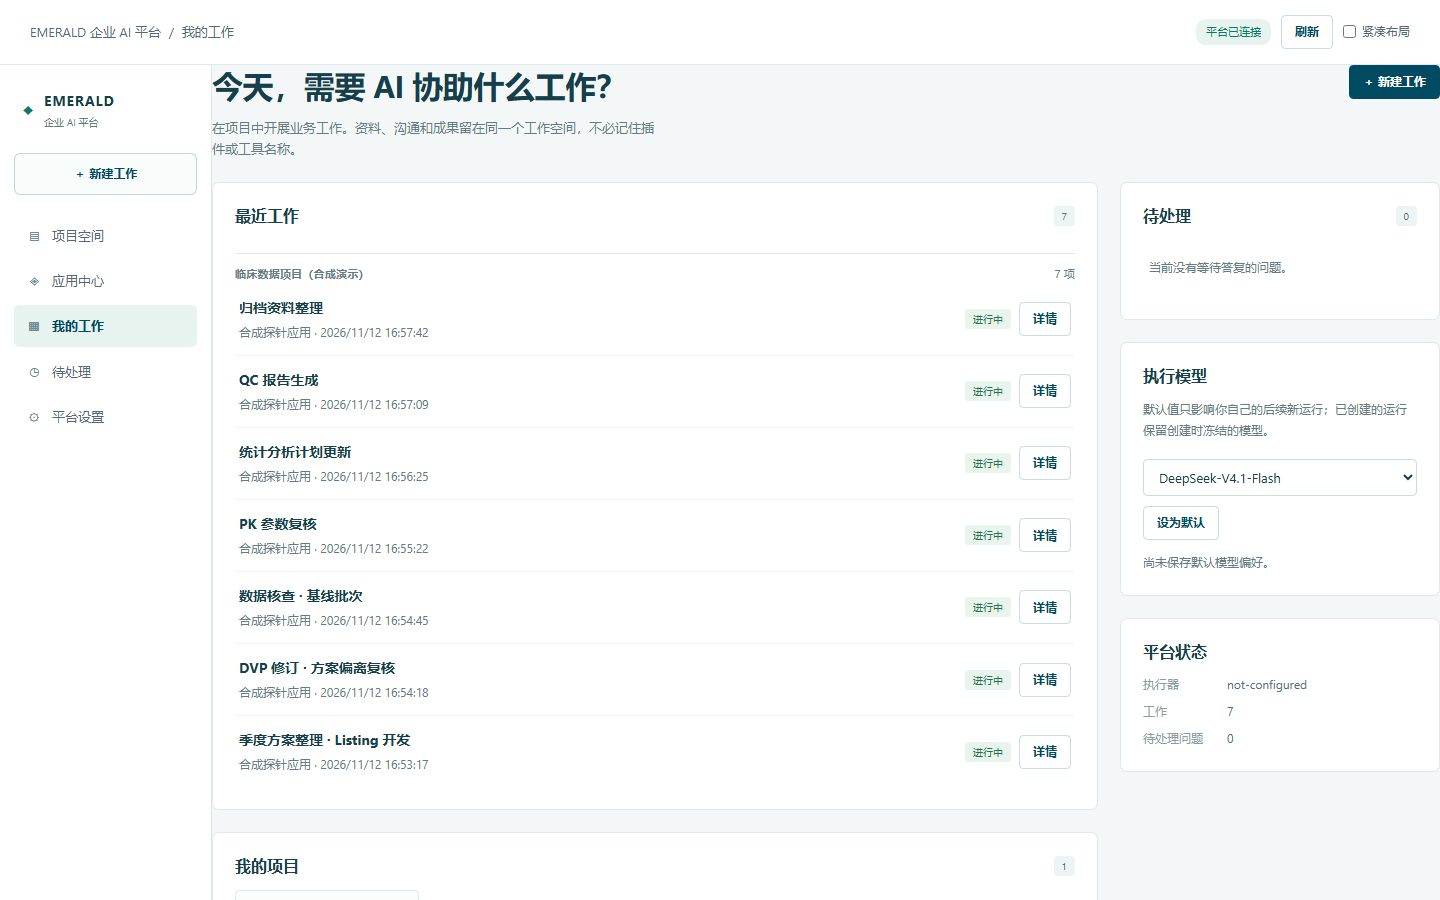 EMERALD 企业 AI 平台 / 我的工作
平台已连接
刷新
紧凑布局
EMERALD
企业 AI 平台
+ 新建工作
项目空间
应用中心
我的工作
待处理
平台设置
今天，需要 AI 协助什么工作？
+ 新建工作
在项目中开展业务工作。资料、沟通和成果留在同一个工作空间，不必记住插
件或工具名称。
最近工作
7
临床数据项目（合成演示）
7 项
归档资料整理
合成探针应用 · 2026/11/12 16:57:42
进行中
详情
QC 报告生成
合成探针应用 · 2026/11/12 16:57:09
进行中
详情
统计分析计划更新
合成探针应用 · 2026/11/12 16:56:25
进行中
详情
PK 参数复核
合成探针应用 · 2026/11/12 16:55:22
进行中
详情
数据核查 · 基线批次
合成探针应用 · 2026/11/12 16:54:45
进行中
详情
DVP 修订 · 方案偏离复核
合成探针应用 · 2026/11/12 16:54:18
进行中
详情
季度方案整理 · Listing 开发
合成探针应用 · 2026/11/12 16:53:17
进行中
详情
我的项目
1
待处理
0
当前没有等待答复的问题。
执行模型
默认值只影响你自己的后续新运行；已创建的运行
保留创建时冻结的模型。
DeepSeek-V4.1-Flash
设为默认
尚未保存默认模型偏好。
平台状态
执行器 not-configured
工作 7
待处理问题 0